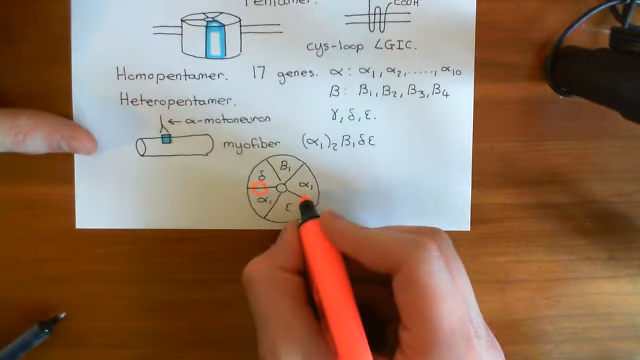 Pentamer.
COOH
cys-loop LGIC.
Homopentamer. 17 genes. α: α1, α2, ....., α10
Heteropentamer. β: β1, β2, β3, β4
γ, δ, ε.
α-motoneuron
myofiber (α1)2 β1 δ ε
β1
δ
α1
α1
ε